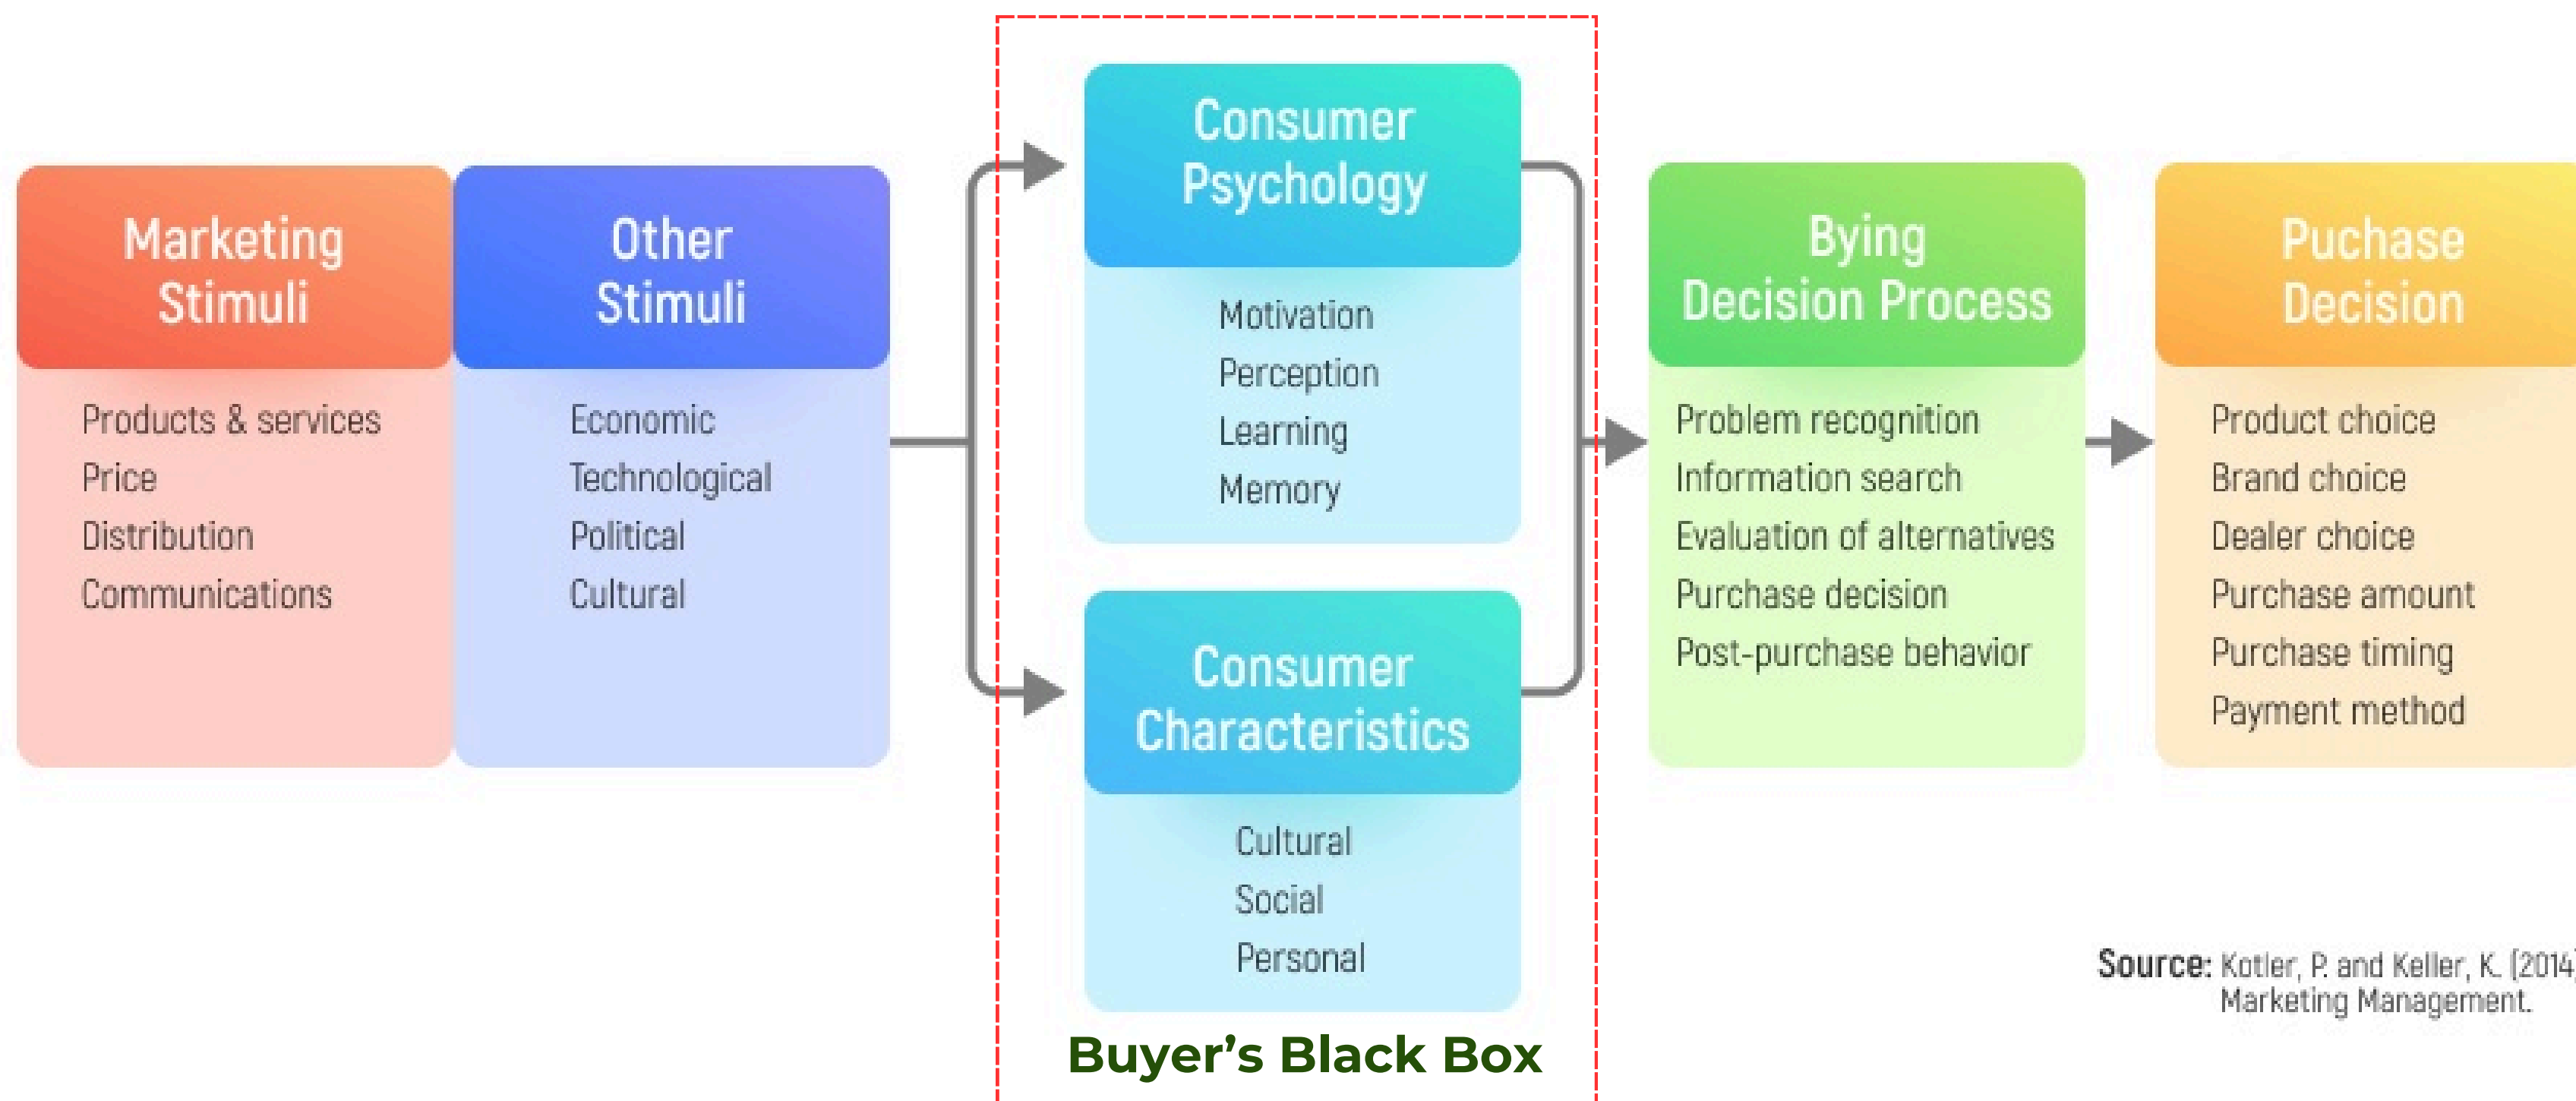 Marketing
Stimuli
Products & services
Price
Distribution
Communications
Other
Stimuli
Economic
Technological
Political
Cultural
Consumer
Psychology
Motivation
Perception
Learning
Memory
Consumer
Characteristics
Cultural
Social
Personal
Buyer’s Black Box
Bying
Decision Process
Problem recognition
Information search
Evaluation of alternatives
Purchase decision
Post-purchase behavior
Puchase
Decision
Product choice
Brand choice
Dealer choice
Purchase amount
Purchase timing
Payment method
Source: Kotler, P. and Keller, K. (2014)
Marketing Management.